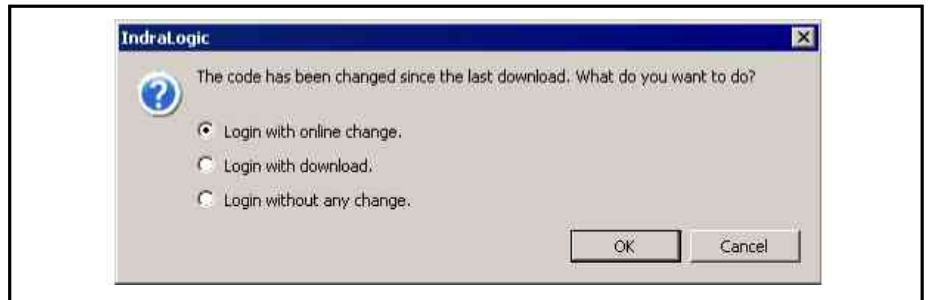 IndraLogic
The code has been changed since the last download. What do you want to do?
Login with online change.
Login with download.
Login without any change.
OK Cancel